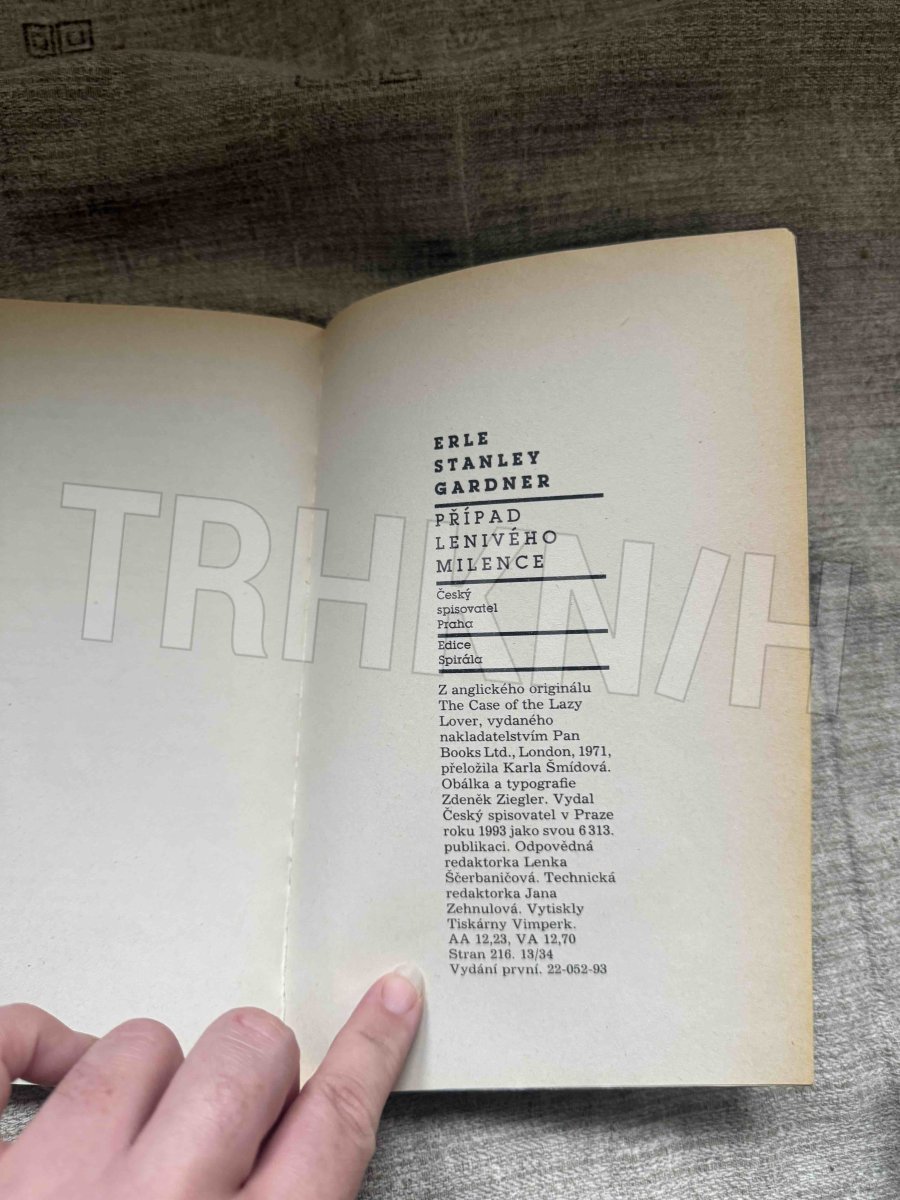 ERLE
STANLEY
GARDNER
PŘÍPAD
LENIVÉHO
MILENCE
Český
spisovatel
Praha
Edice
Spirála
Z anglického originálu
The Case of the Lazy
Lover, vydaného
nakladatelstvím Pan
Books Ltd., London, 1971,
přeložila Karla Šmídová.
Obálka a typografie
Zdeněk Ziegler. Vydal
Český spisovatel v Praze
roku 1993 jako svou 6 313.
publikaci. Odpovědná
redaktorka Lenka
Ščerbaničová. Technická
redaktorka Jana
Zehnulová. Vytiskly
Tiskárny Vimperk.
AA 12,23, VA 12,70
Stran 216. 13/34
Vydání první. 22-052-93
TRHKNIH